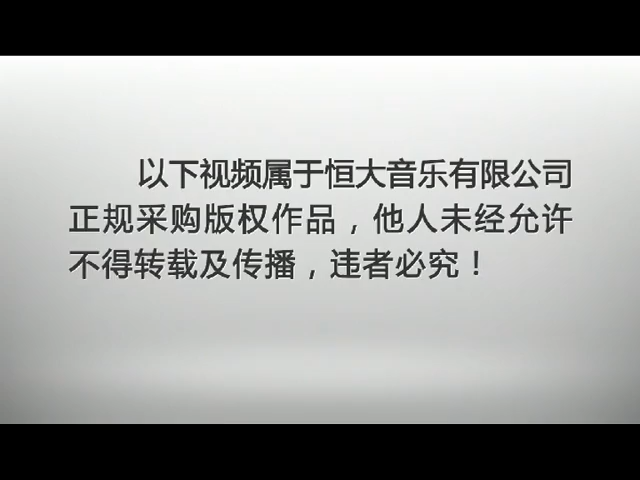 以下视频属于恒大音乐有限公司
正规采购版权作品，他人未经允许
不得转载及传播，违者必究！